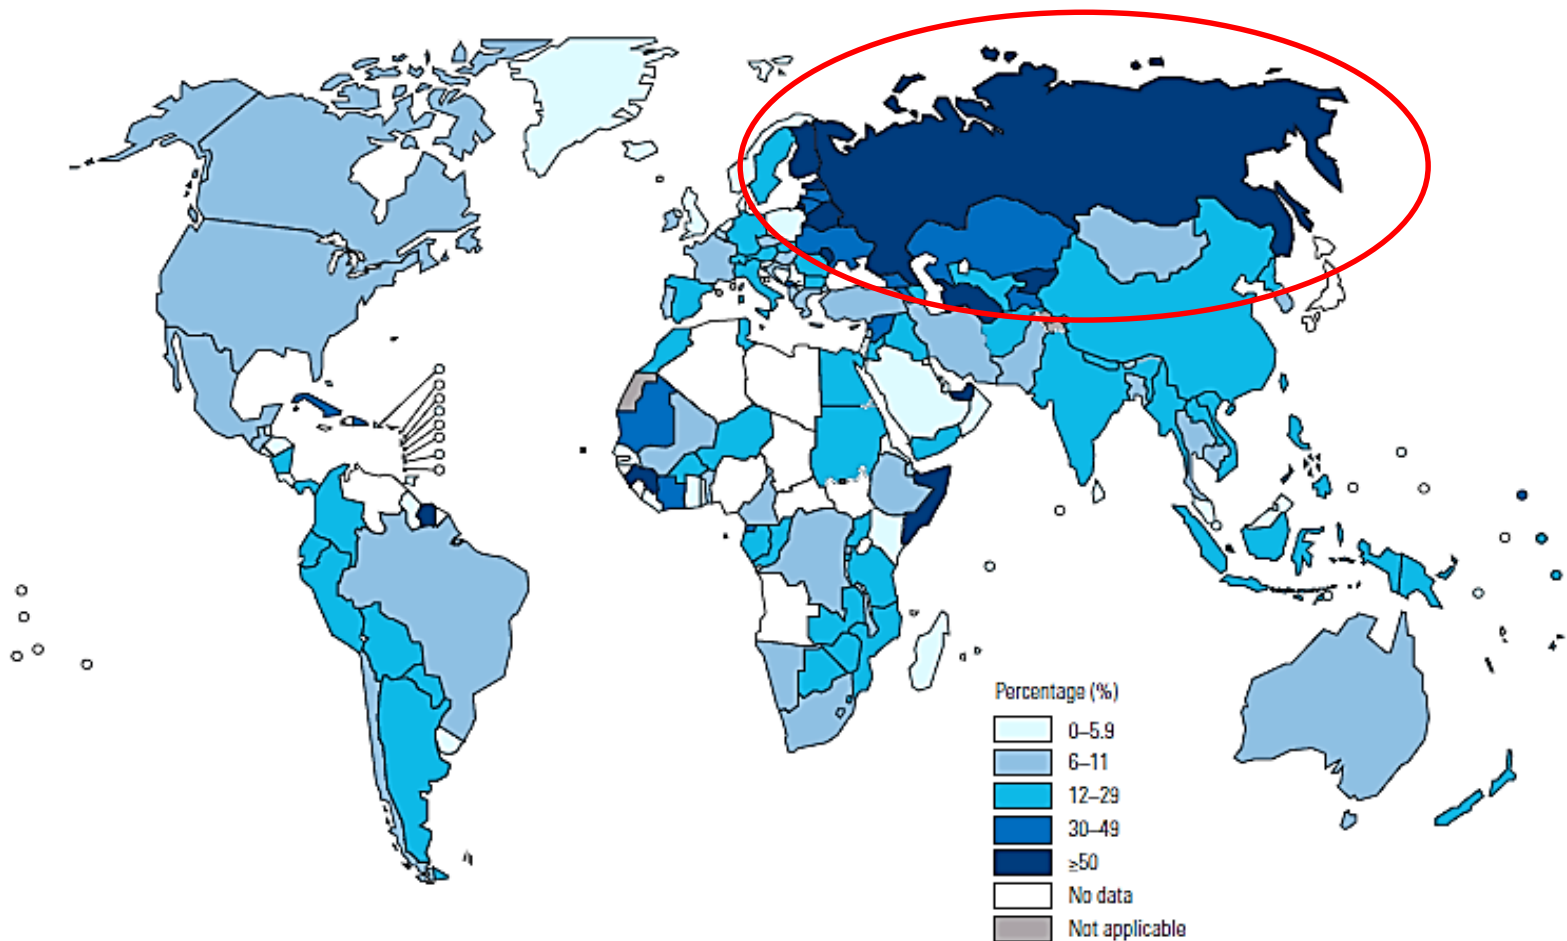 Percentage (%)
0–5.9
6–11
12–29
30–49
≥50
No data
Not applicable